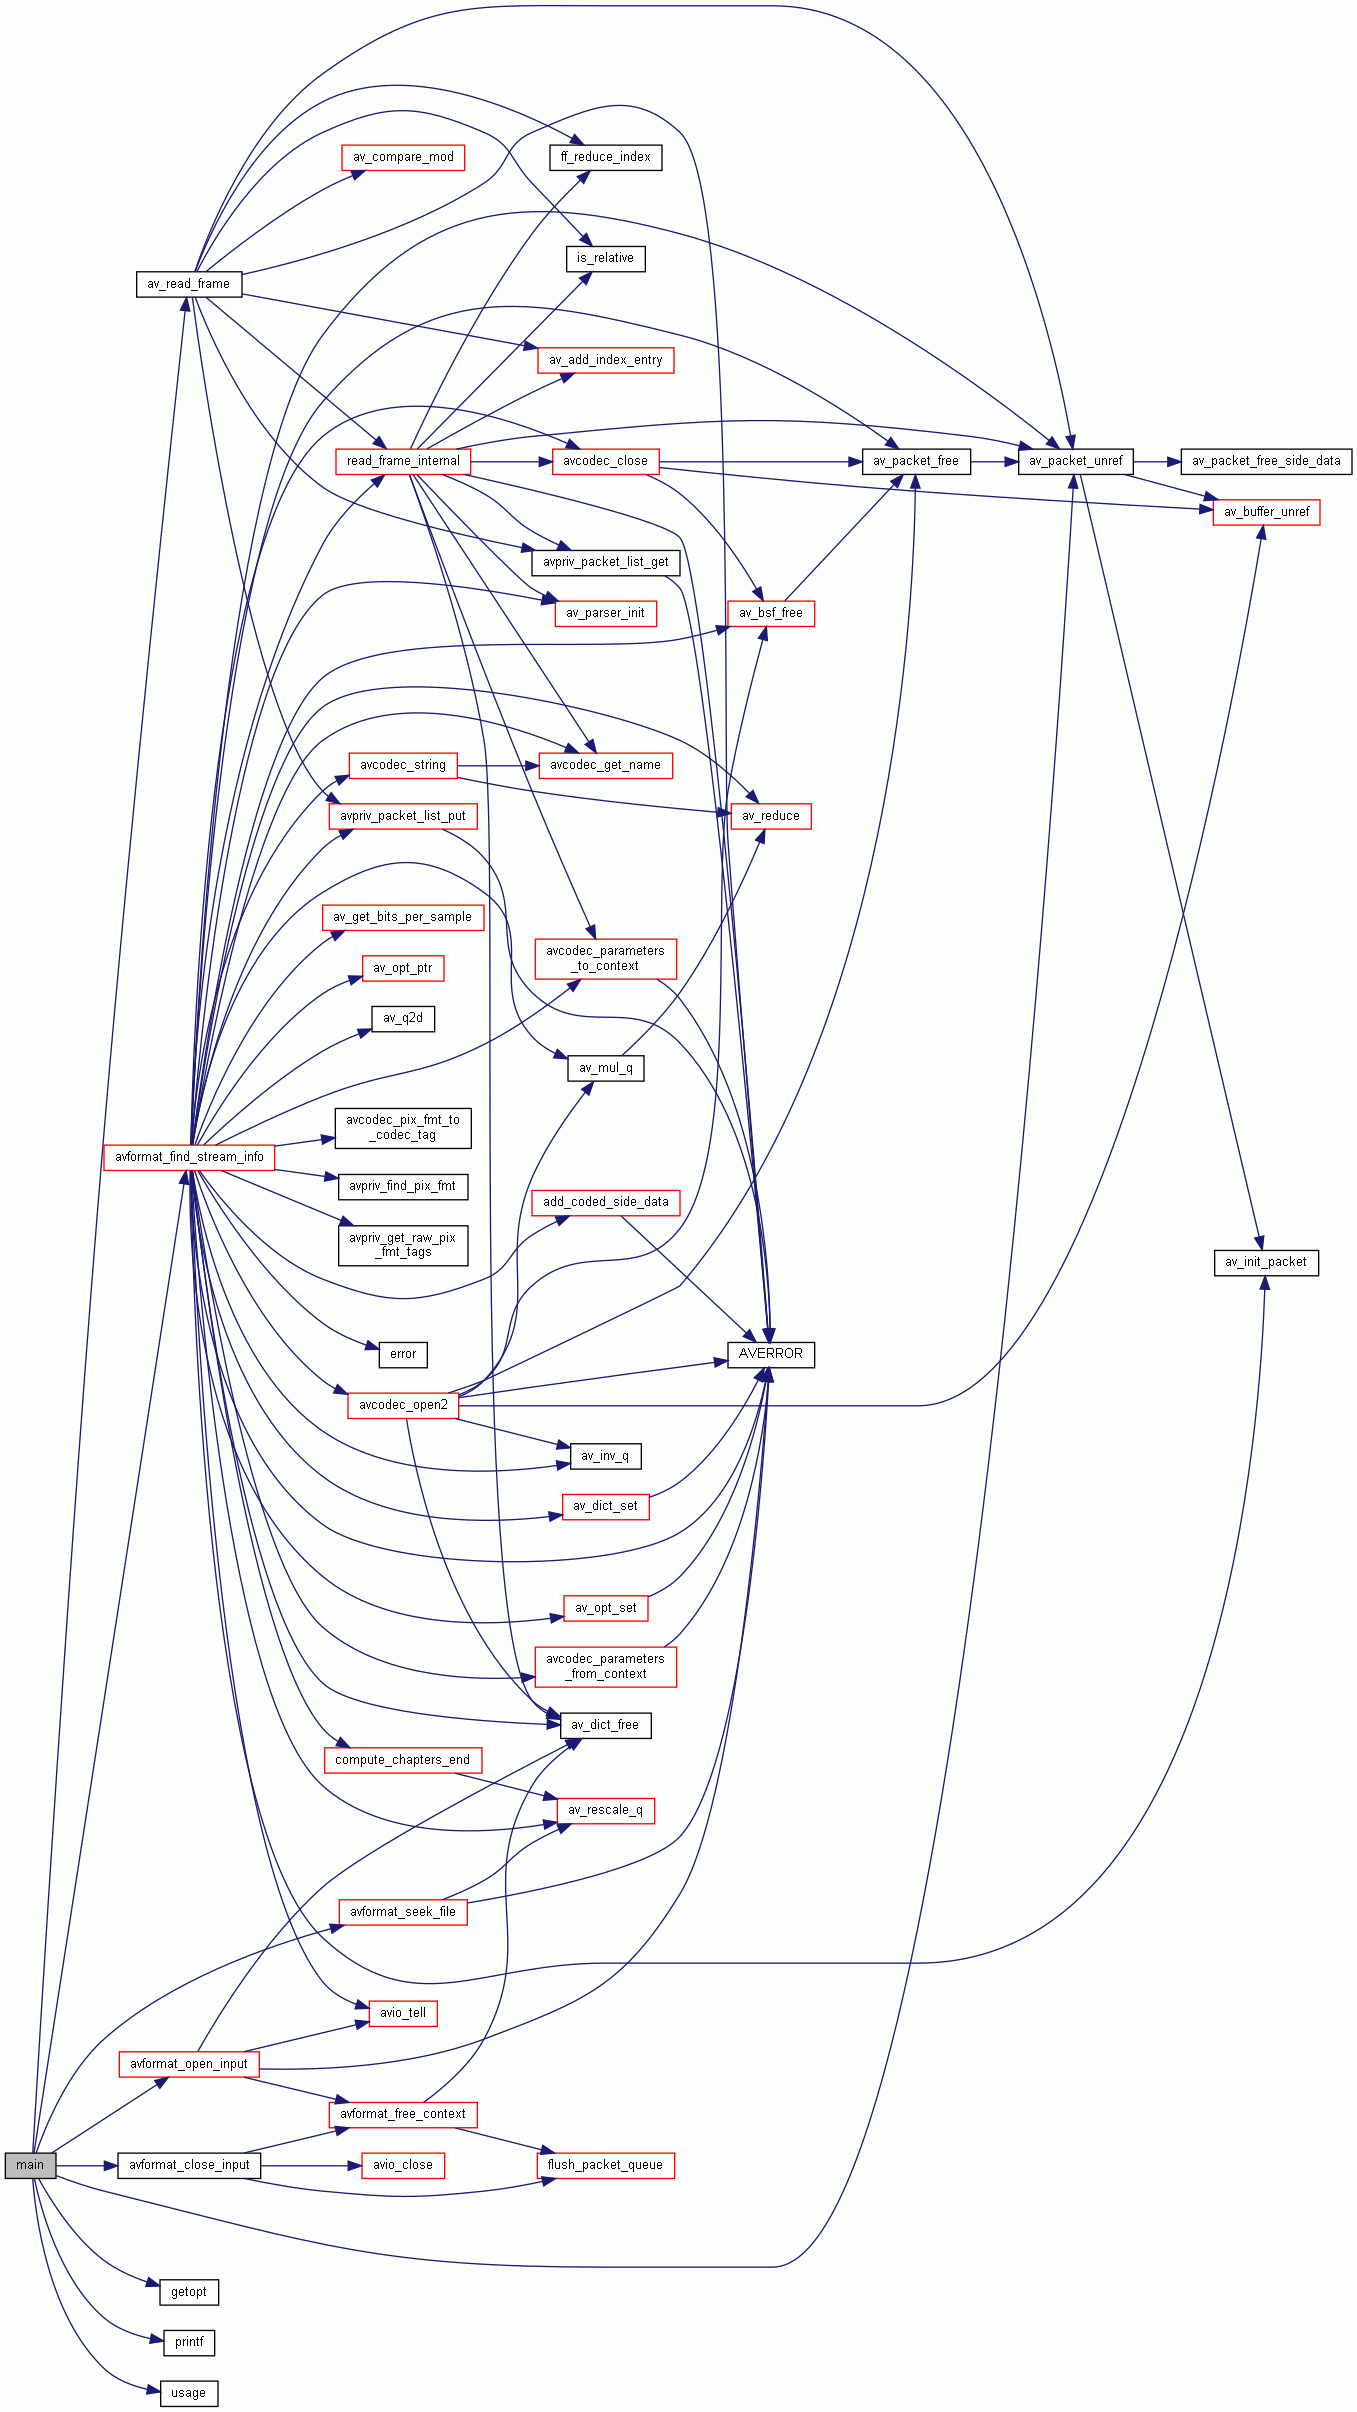 av_compare_mod
ff_reduce_index
is_relative
av_read_frame
av_add_index_entry
read_frame_internal
avcodec_close
av_packet_free
av_packet_unref
av_packet_free_side_data
av_buffer_unref
avpriv_packet_list_get
av_parser_init
av_bsf_free
avcodec_string
avcodec_get_name
avpriv_packet_list_put
av_reduce
av_get_bits_per_sample
avcodec_parameters
_to_context
av_opt_ptr
av_q2d
av_mul_q
avcodec_pix_fmt_to
_codec_tag
avformat_find_stream_info
avpriv_find_pix_fmt
add_coded_side_data
avpriv_get_raw_pix
_fmt_tags
av_init_packet
error
AVERROR
avcodec_open2
av_inv_q
av_dict_set
av_opt_set
avcodec_parameters
_from_context
av_dict_free
compute_chapters_end
av_rescale_q
avformat_seek_file
avio_tell
avformat_open_input
avformat_free_context
main
avformat_close_input
avio_close
flush_packet_queue
getopt
printf
usage